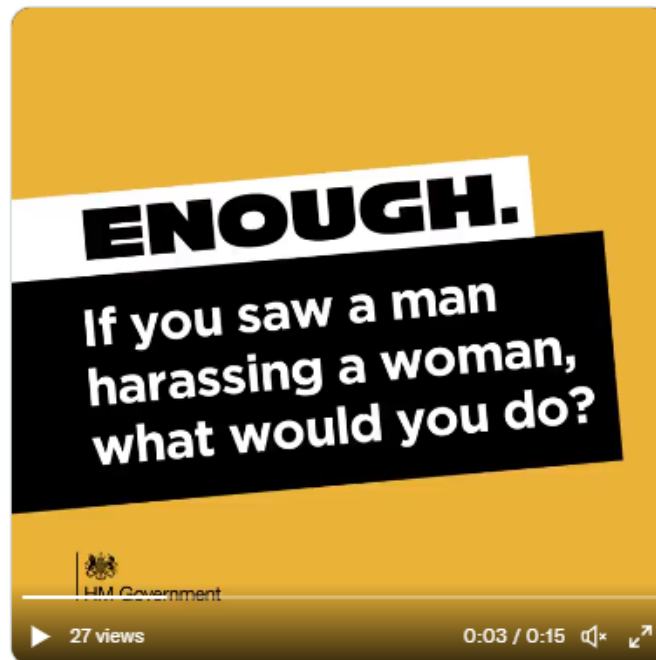 ENOUGH.
If you saw a man
harassing a woman,
what would you do?
HM Government
27 views
0:03 / 0:15